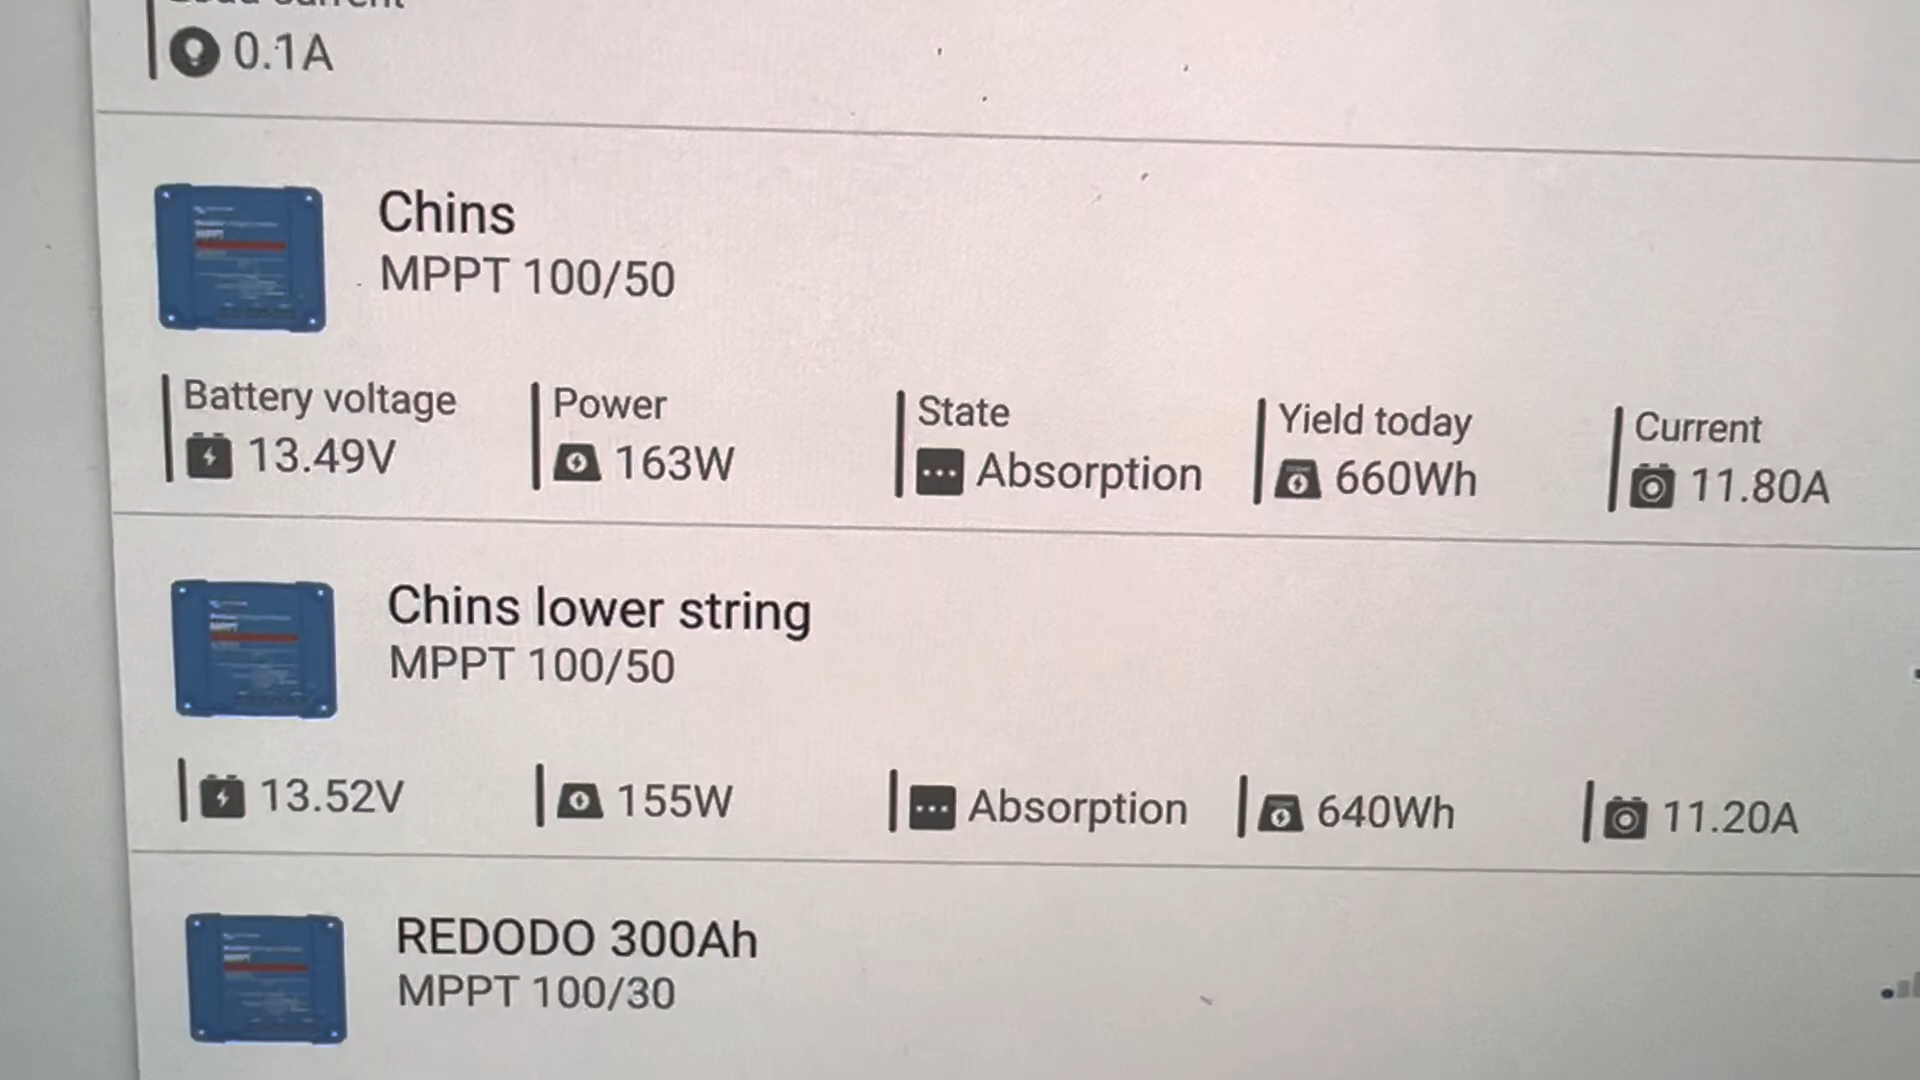 0.1A
Chins
MPPT 100/50
Battery voltage Power State Yield today Current
13.49V 163W Absorption 660Wh 11.80A
Chins lower string
MPPT 100/50
13.52V 155W Absorption 640Wh 11.20A
REDODO 300Ah
MPPT 100/30